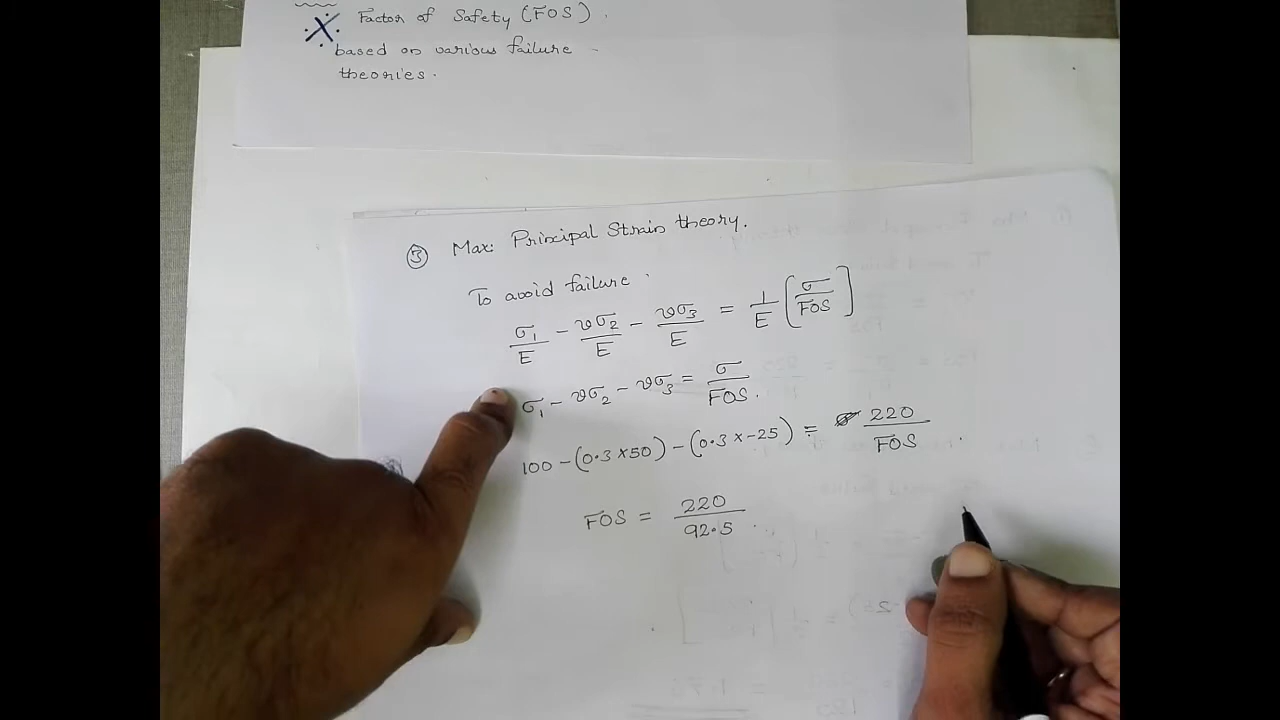 Factor of Safety (FOS).
based on various failure
theories.
③ Max: Principal Strain theory.
To avoid failure:
σ₁/E - νσ₂/E - νσ₃/E = 1/E [σ/FOS]
σ₁ - νσ₂ - νσ₃ = σ/FOS.
100 - (0.3 × 50) - (0.3 × -25) = 220/FOS.
FOS = 220/92.5